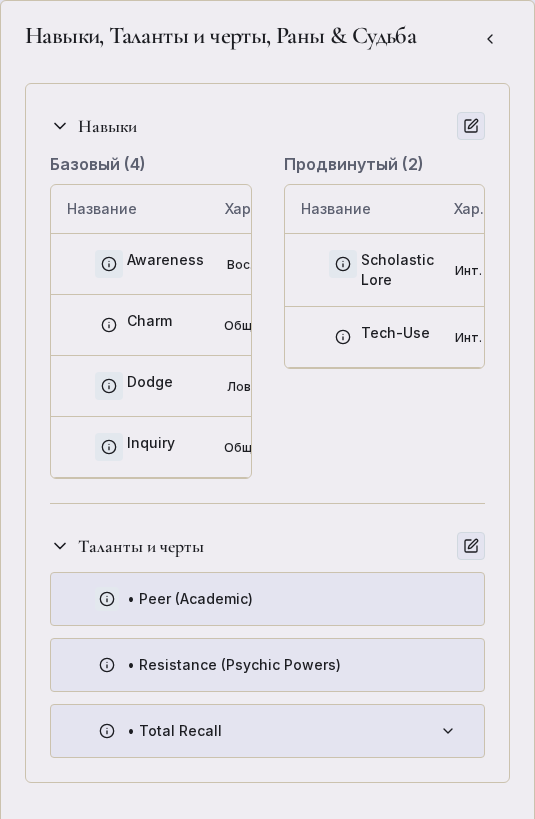 Навыки, Таланты и черты, Раны & Судьба
Навыки
Базовый (4)
Название Хар
Awareness Вос.
Charm Общ
Dodge Лов
Inquiry Общ
Продвинутый (2)
Название Хар.
Scholastic
Lore Инт.
Tech-Use Инт.
Таланты и черты
• Peer (Academic)
• Resistance (Psychic Powers)
• Total Recall